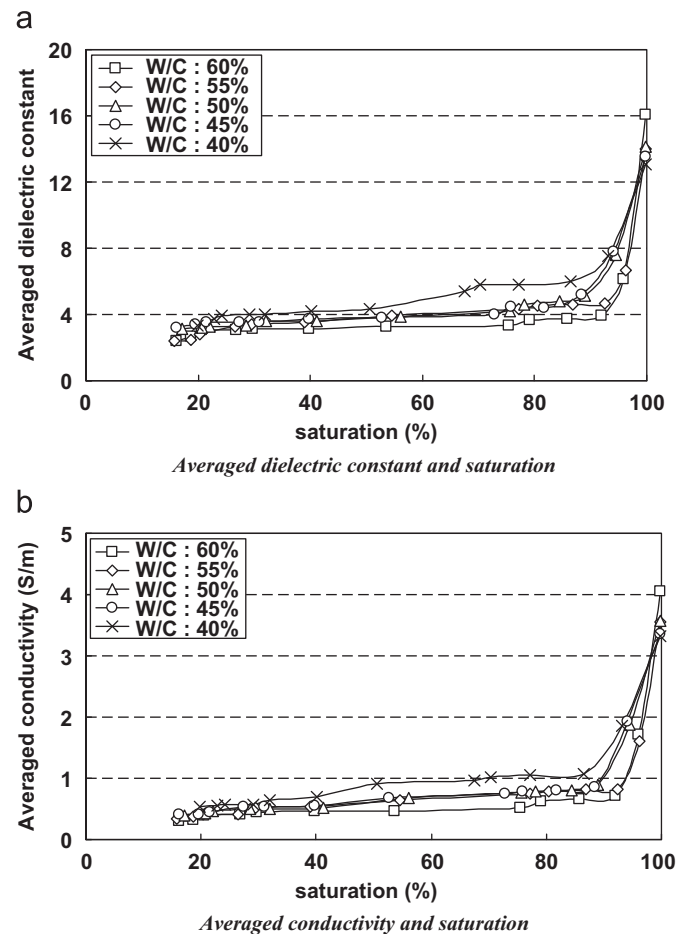 a
20
16
12
8
4
0
Averaged dielectric constant
W/C : 60%
W/C : 55%
W/C : 50%
W/C : 45%
W/C : 40%
0 20 40 60 80 100
saturation (%)
Averaged dielectric constant and saturation
b
5
4
3
2
1
0
Averaged conductivity (S/m)
W/C : 60%
W/C : 55%
W/C : 50%
W/C : 45%
W/C : 40%
0 20 40 60 80 100
saturation (%)
Averaged conductivity and saturation